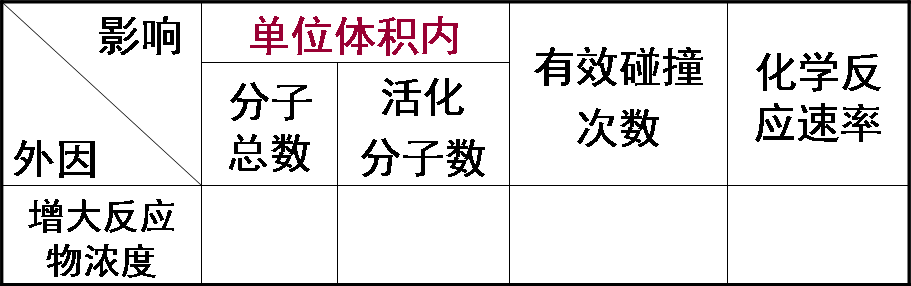 影响
外因
单位体积内
分子
总数
活化
分子数
有效碰撞
次数
化学反
应速率
增大反应
物浓度